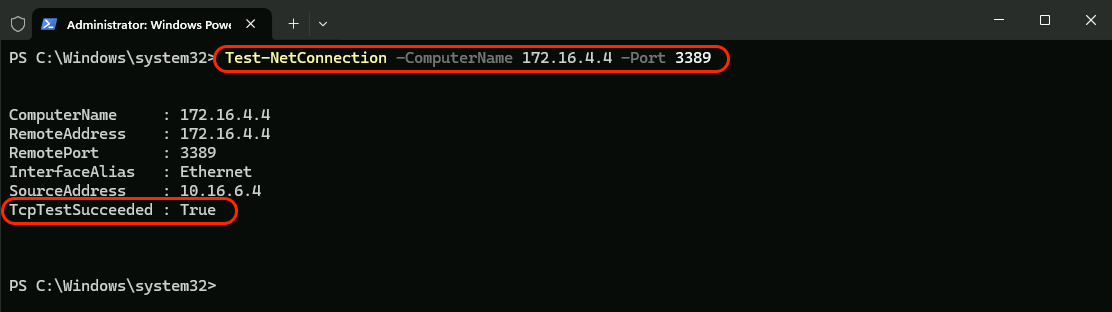 Administrator: Windows Powe
PS C:\Windows\system32> Test-NetConnection -ComputerName 172.16.4.4 -Port 3389
ComputerName     : 172.16.4.4
RemoteAddress    : 172.16.4.4
RemotePort       : 3389
InterfaceAlias   : Ethernet
SourceAddress    : 10.16.6.4
TcpTestSucceeded : True
PS C:\Windows\system32>